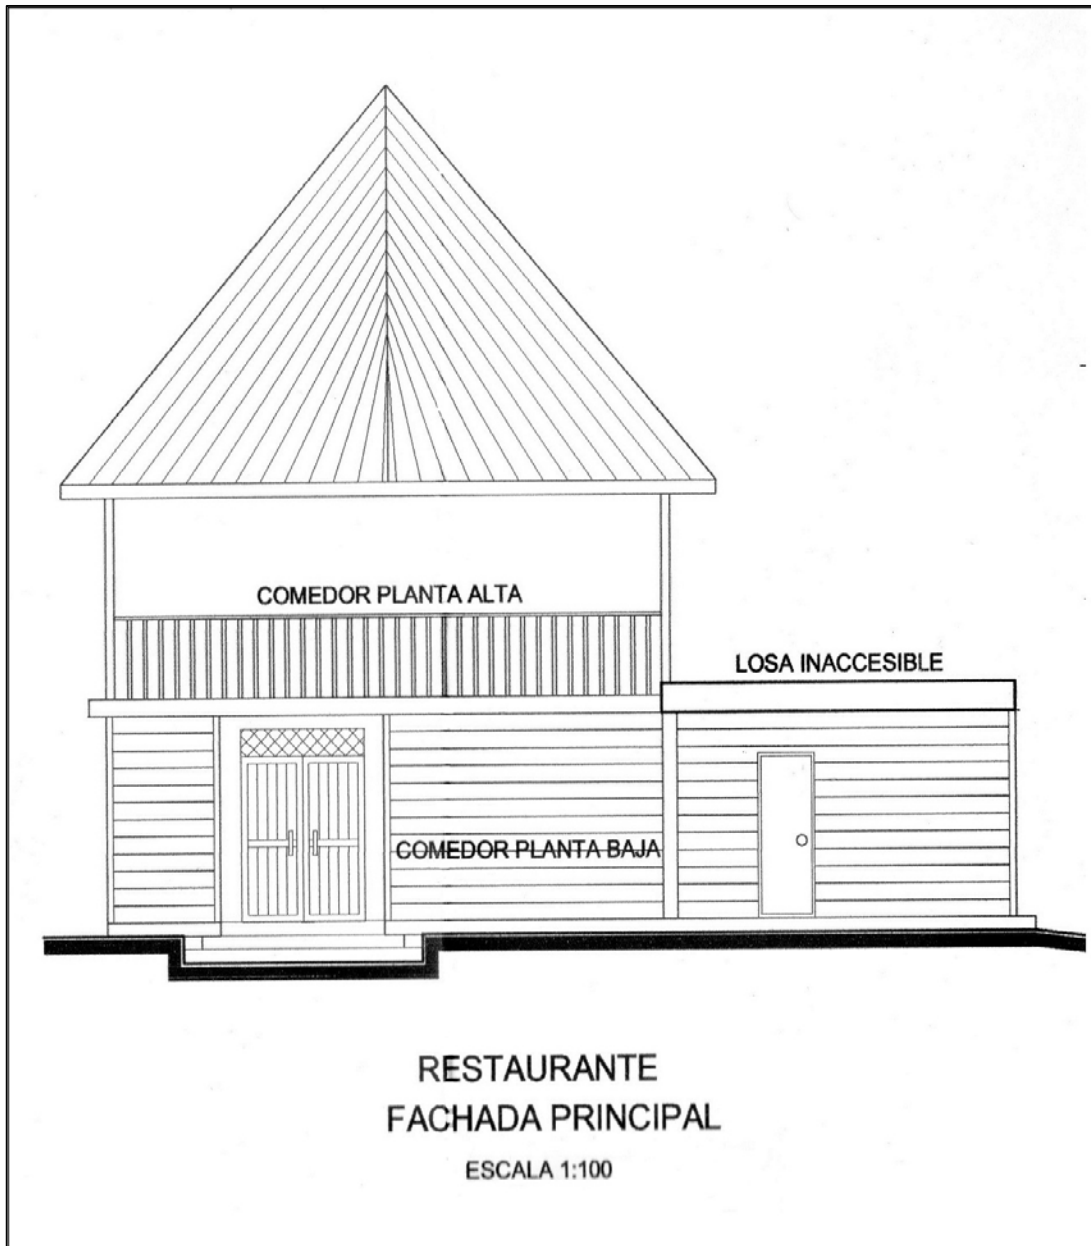 COMEDOR PLANTA ALTA
LOSA INACCESIBLE
COMEDOR PLANTA BAJA
RESTAURANTE
FACHADA PRINCIPAL
ESCALA 1:100